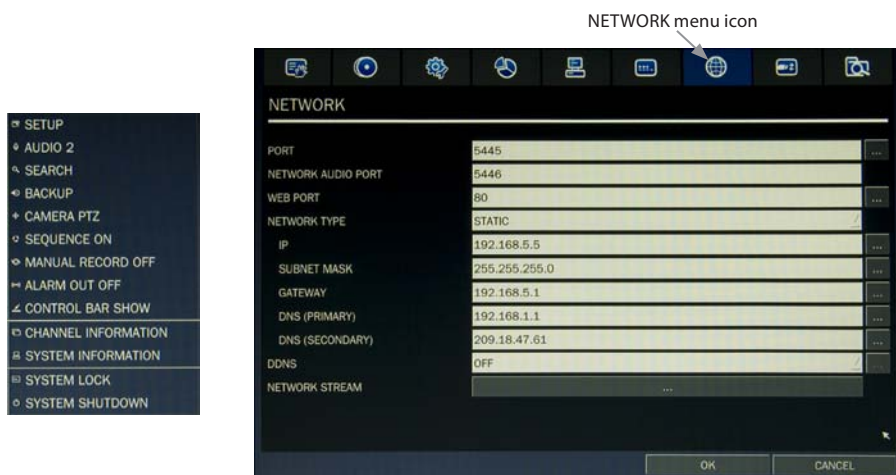 NETWORK menu icon
SETUP
AUDIO 2
SEARCH
BACKUP
CAMERA PTZ
SEQUENCE ON
MANUAL RECORD OFF
ALARM OUT OFF
CONTROL BAR SHOW
CHANNEL INFORMATION
SYSTEM INFORMATION
SYSTEM LOCK
SYSTEM SHUTDOWN
NETWORK
PORT 5445 ...
NETWORK AUDIO PORT 5446
WEB PORT 80 ...
NETWORK TYPE STATIC
IP 192.168.5.5 ...
SUBNET MASK 255.255.255.0 ...
GATEWAY 192.168.5.1 ...
DNS (PRIMARY) 192.168.1.1 ...
DNS (SECONDARY) 209.18.47.61 ...
DDNS OFF ...
NETWORK STREAM ...
OK CANCEL